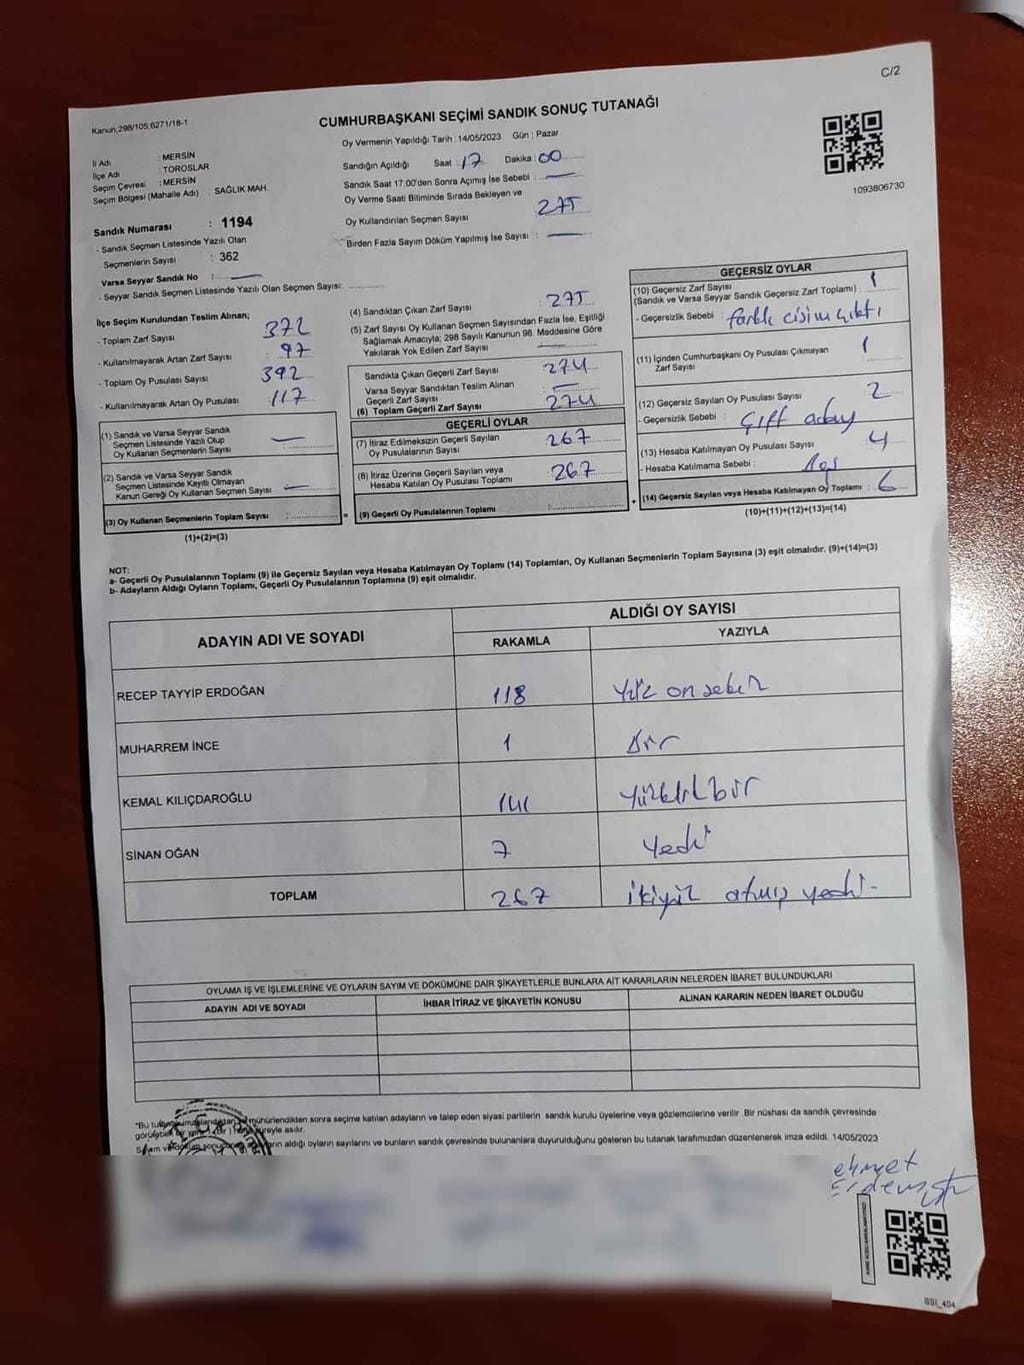 C/2
Kanun,298/105,6271/18-1
CUMHURBAŞKANI SEÇİMİ SANDIK SONUÇ TUTANAĞI
Oy Vermenin Yapıldığı Tarih : 14/05/2023 Gün : Pazar
İl Adı : MERSİN
İlçe Adı : TOROSLAR
Seçim Çevresi : MERSİN
Seçim Bölgesi (Mahalle Adı) : SAĞLIK MAH.
Sandık Numarası : 1194
- Sandık Seçmen Listesinde Yazılı Olan
Seçmenlerin Sayısı : 362
Varsa Seyyar Sandık No :
- Seyyar Sandık Seçmen Listesinde Yazılı Olan Seçmen Sayısı:
Sandığın Açıldığı Saat : 17 Dakika : 00
Sandık Saat 17:00'den Sonra Açımış İse Sebebi :
Oy Verme Saati Bitiminde Sırada Bekleyen ve
Oy Kullandırılan Seçmen Sayısı 275
Birden Fazla Sayım Döküm Yapılmış İse Sayısı :
1093806730
İlçe Seçim Kurulundan Teslim Alınan;
- Toplam Zarf Sayısı : 372
- Kullanılmayarak Artan Zarf Sayısı : 97
- Toplam Oy Pusulası Sayısı : 392
- Kullanılmayarak Artan Oy Pusulası : 117
(1) Sandık ve Varsa Seyyar Sandık
Seçmen Listesinde Yazılı Olup
Oy Kullanan Seçmenlerin Sayısı :
(2) Sandık ve Varsa Seyyar Sandık
Seçmen Listesinde Kayıtlı Olmayan
Kanun Gereği Oy Kullanan Seçmen Sayısı :
(3) Oy Kullanan Seçmenlerin Toplam Sayısı :
(1)+(2)=(3)
(4) Sandıktan Çıkan Zarf Sayısı : 275
(5) Zarf Sayısı Oy Kullanan Seçmen Sayısından Fazla İse, Eşitliği
Sağlamak Amacıyla; 298 Sayılı Kanunun 98. Maddesine Göre
Yakılarak Yok Edilen Zarf Sayısı :
Sandıkta Çıkan Geçerli Zarf Sayısı : 274
Varsa Seyyar Sandıktan Teslim Alınan
Geçerli Zarf Sayısı :
(6) Toplam Geçerli Zarf Sayısı : 274
GEÇERLİ OYLAR
(7) İtiraz Edilmeksizin Geçerli Sayılan
Oy Pusulasının Sayısı : 267
(8) İtiraz Üzerine Geçerli Sayılan veya
Hesaba Katılan Oy Pusulası Toplamı : 267
= (9) Geçerli Oy Pusulalarının Toplamı : +
GEÇERSİZ OYLAR
(10) Geçersiz Zarf Sayısı
(Sandık ve Varsa Seyyar Sandık Geçersiz Zarf Toplamı) : 1
- Geçersizlik Sebebi : farklı cisim çıktı
(11) İçinden Cumhurbaşkanı Oy Pusulası Çıkmayan
Zarf Sayısı : 1
(12) Geçersiz Sayılan Oy Pusulası Sayısı : 2
- Geçersizlik Sebebi : Çift aday
(13) Hesaba Katılmayan Oy Pusulası Sayısı : 4
- Hesaba Katılmama Sebebi :
(14) Geçersiz Sayılan veya Hesaba Katılmayan Oy Toplamı : 6
(10)+(11)+(12)+(13)=(14)
NOT:
a- Geçerli Oy Pusulalarının Toplamı (9) ile Geçersiz Sayılan veya Hesaba Katılmayan Oy Toplamı (14) Toplamları, Oy Kullanan Seçmenlerin Toplam Sayısına (3) eşit olmalıdır. (9)+(14)=(3)
b- Adayların Aldığı Oyların Toplamı, Geçerli Oy Pusulalarının Toplamına (9) eşit olmalıdır.
ADAYIN ADI VE SOYADI
ALDIĞI OY SAYISI
RAKAMLA YAZIYLA
RECEP TAYYİP ERDOĞAN 118 Yüz on sekiz
MUHARREM İNCE 1 Bir
KEMAL KILIÇDAROĞLU 141 Yüzkırkbir
SİNAN OĞAN 7 Yedi
TOPLAM 267 ikiyüz atmış yedi-
OYLAMA İŞ VE İŞLEMLERİNE VE OYLARIN SAYIM VE DÖKÜMÜNE DAİR ŞİKAYETLERLE BUNLARA AİT KARARLARIN NELERDEN İBARET BULUNDUKLARI
ADAYIN ADI VE SOYADI İHBAR İTİRAZ VE ŞİKAYETİN KONUSU ALINAN KARARIN NEDEN İBARET OLDUĞU
mühürlendikten sonra seçime katılan adayların ve talep eden siyasi partilerin sandık kurulu üyelerine veya gözlemcilerine verilir .Bir nüshası da sandık çevresinde
süreyle asılır.
aldığı oyların sayılarını ve bunların sandık çevresinde bulunanlara duyurulduğunu gösteren bu tutanak tarafımızdan düzenlenerek imza edildi. 14/05/2023
SSI_404